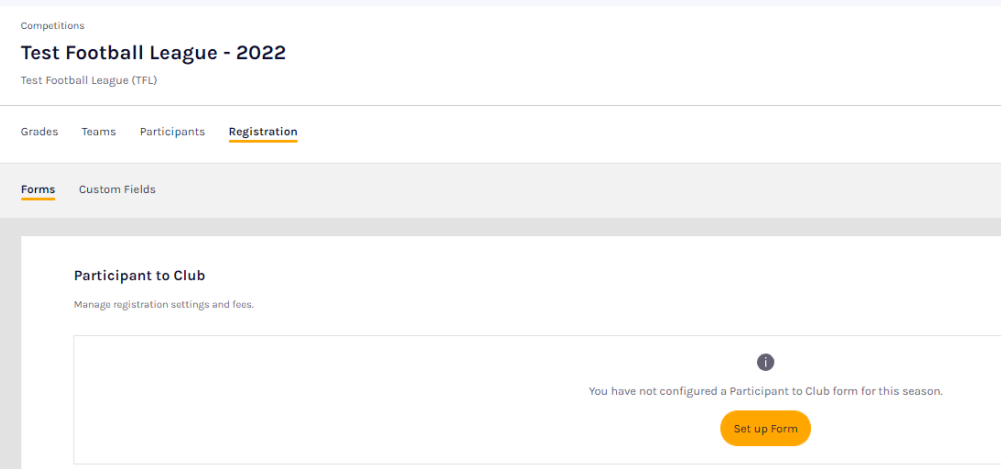 Competitions
Test Football League - 2022
Test Football League (TFL)
Grades Teams Participants Registration
Forms Custom Fields
Participant to Club
Manage registration settings and fees.
i
You have not configured a Participant to Club form for this season.
Set up Form